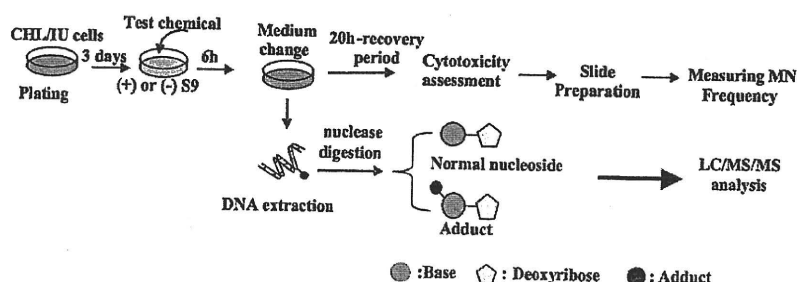 Test chemical
CHL/IU cells
3 days
6h
Plating
(+) or (-) S9
Medium
change
20h-recovery
period
Cytotoxicity
assessment
Slide
Preparation
Measuring MN
Frequency
nuclease
digestion
DNA extraction
Normal nucleoside
Adduct
LC/MS/MS
analysis
:Base
: Deoxyribose
: Adduct